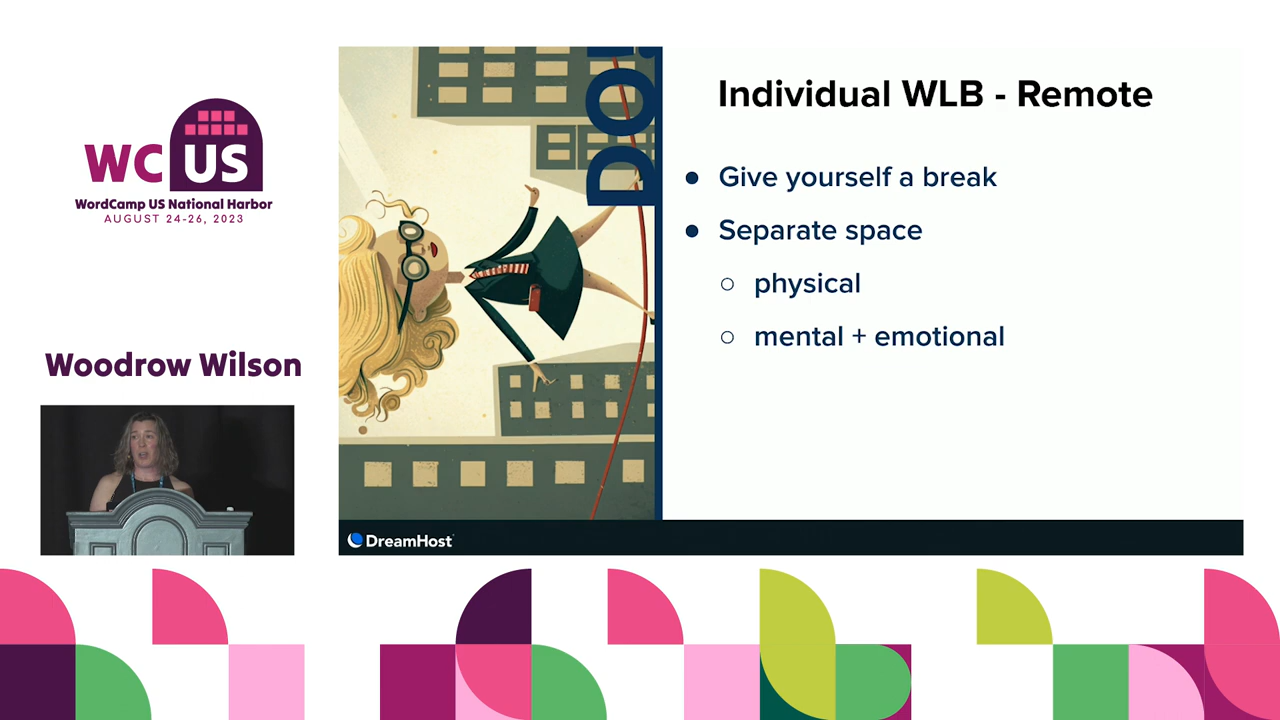 WC US
WordCamp US National Harbor
AUGUST 24-26, 2023
Woodrow Wilson
DO!
Individual WLB - Remote
● Give yourself a break
● Separate space
○ physical
○ mental + emotional
DreamHost